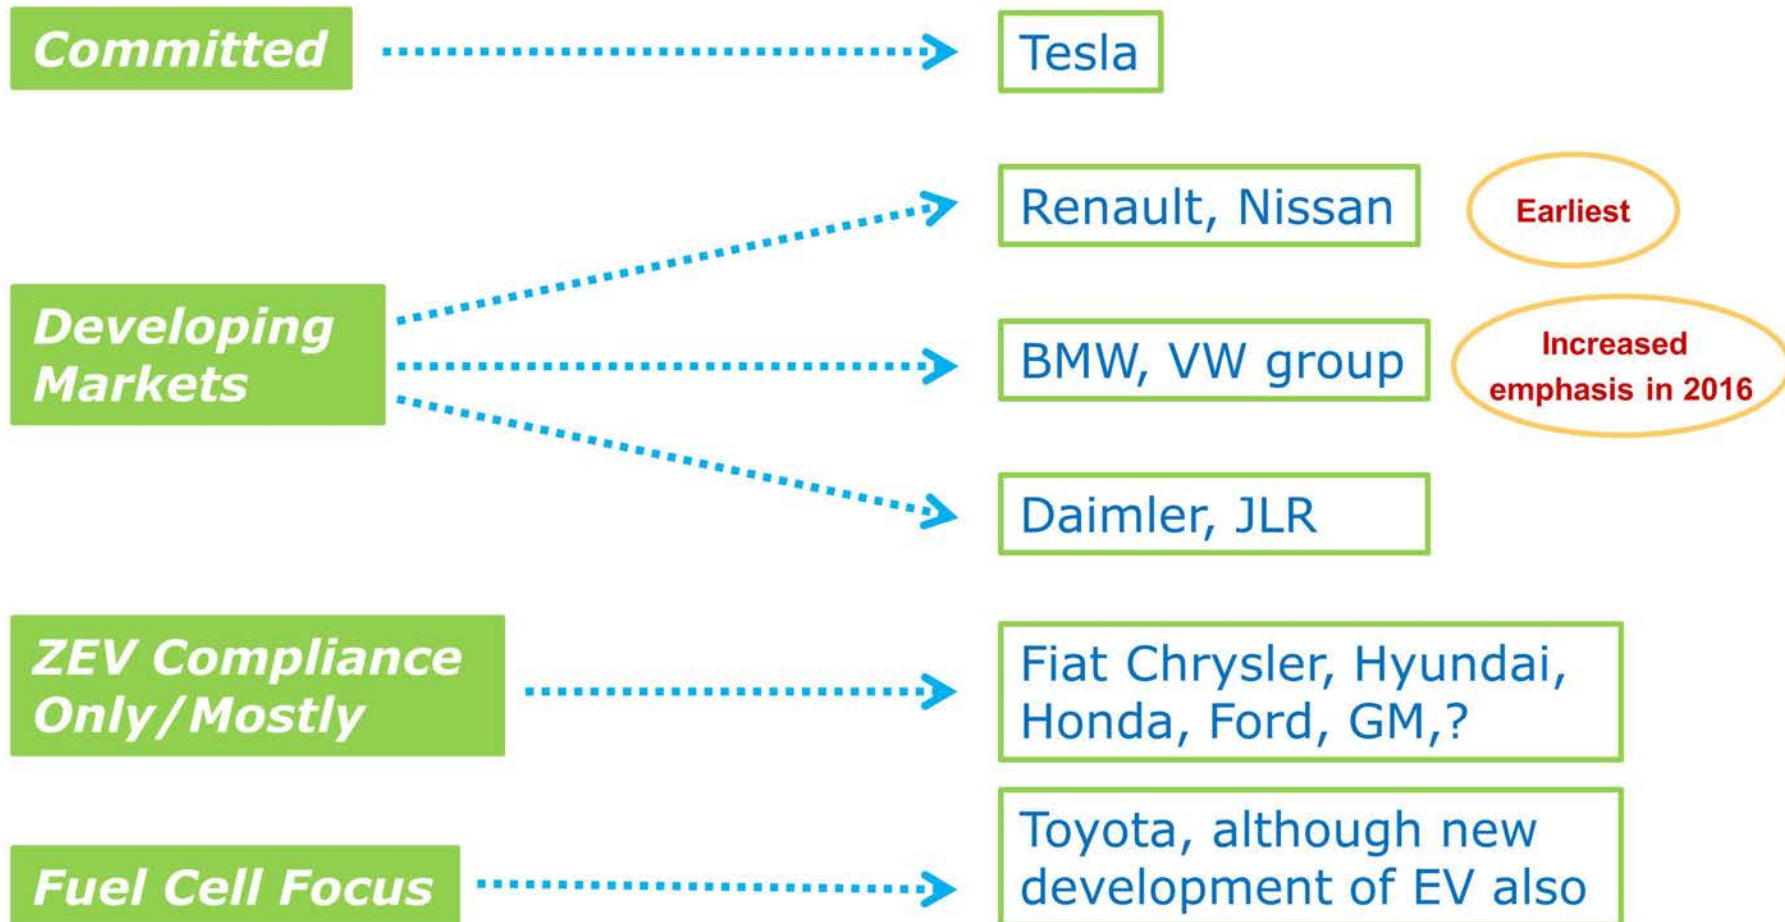 Committed
Tesla
Renault, Nissan
Earliest
Developing
Markets
BMW, VW group
Increased
emphasis in 2016
Daimler, JLR
ZEV Compliance
Only/Mostly
Fiat Chrysler, Hyundai,
Honda, Ford, GM,?
Fuel Cell Focus
Toyota, although new
development of EV also